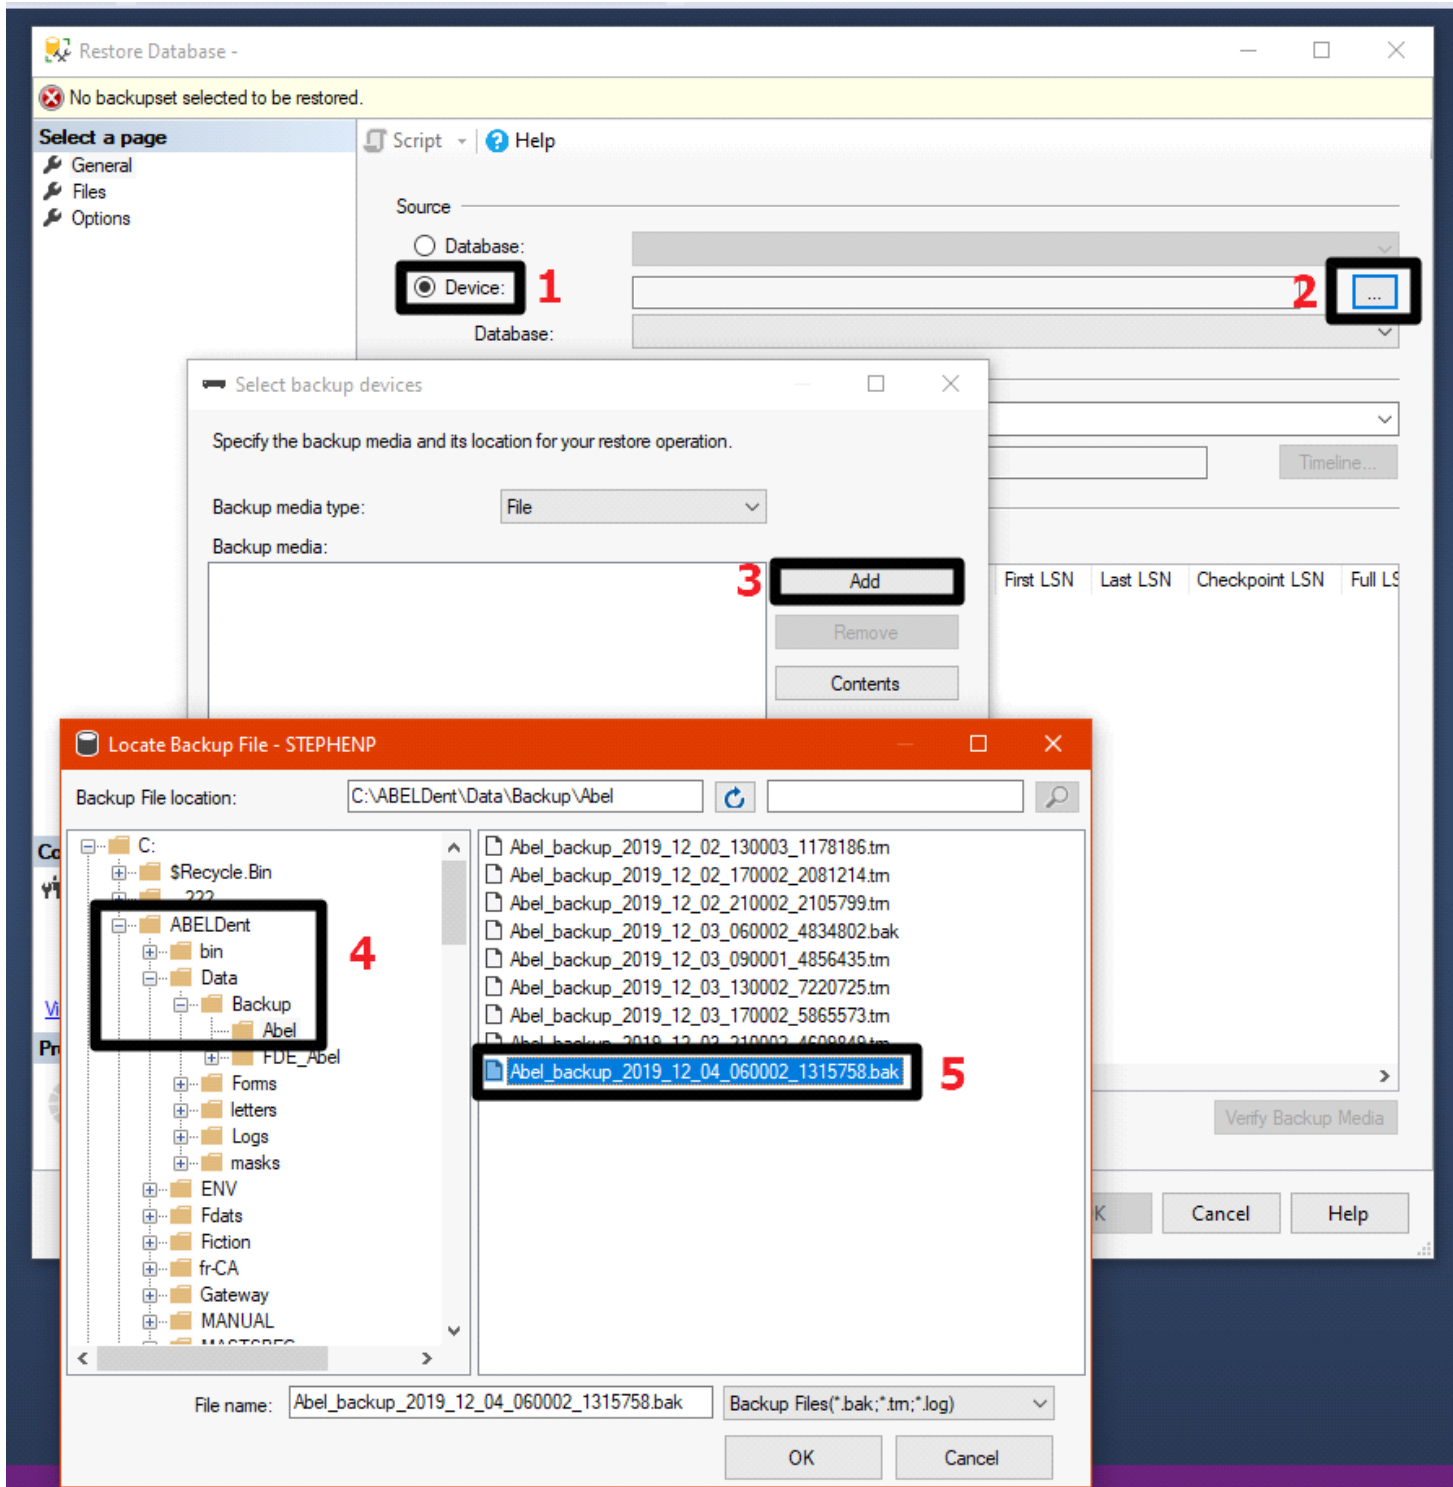 Restore Database -
No backupset selected to be restored.
Select a page
General
Files
Options
Script
Help
Source
Database:
Device:
1
2
...
Database:
Select backup devices
Specify the backup media and its location for your restore operation.
Backup media type:
File
Backup media:
3
Add
Remove
Contents
Timeline...
First LSN
Last LSN
Checkpoint LSN
Full LS
Verify Backup Media
Cancel
Help
Locate Backup File - STEPHENP
Backup File location:
C:\ABELDent\Data\Backup\Abel
C:
$Recycle.Bin
ABELDent
bin
Data
Backup
Abel
FDE_Abel
Forms
letters
Logs
masks
ENV
Fdats
Fiction
fr-CA
Gateway
MANUAL
4
Abel_backup_2019_12_02_130003_1178186.trn
Abel_backup_2019_12_02_170002_2081214.trn
Abel_backup_2019_12_02_210002_2105799.trn
Abel_backup_2019_12_03_060002_4834802.bak
Abel_backup_2019_12_03_090001_4856435.trn
Abel_backup_2019_12_03_130002_7220725.trn
Abel_backup_2019_12_03_170002_5865573.trn
Abel_backup_2019_12_03_210002_4609849.trn
Abel_backup_2019_12_04_060002_1315758.bak
5
File name:
Abel_backup_2019_12_04_060002_1315758.bak
Backup Files(*.bak;*.trn;*.log)
OK
Cancel